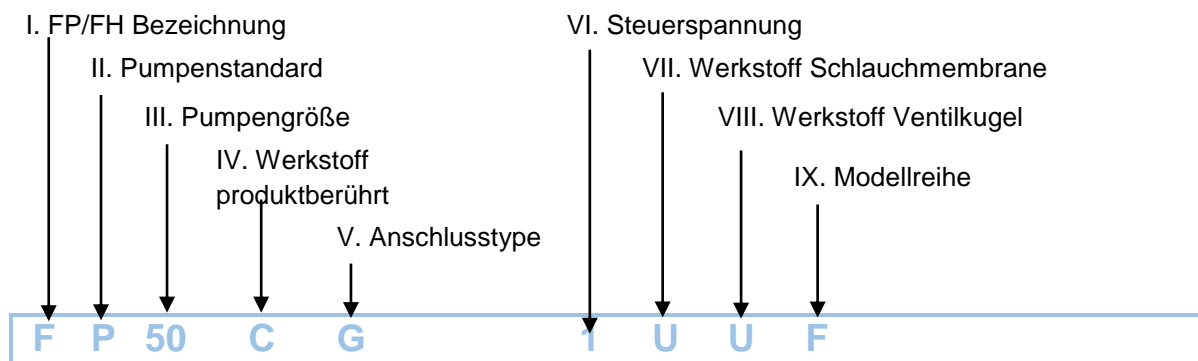 I. FP/FH Bezeichnung
VI. Steuerspannung
II. Pumpenstandard
VII. Werkstoff Schlauchmembrane
III. Pumpengröße
VIII. Werkstoff Ventilkugel
IV. Werkstoff
produktberührt
IX. Modellreihe
V. Anschlusstype
F P 50 C G 1 U U F